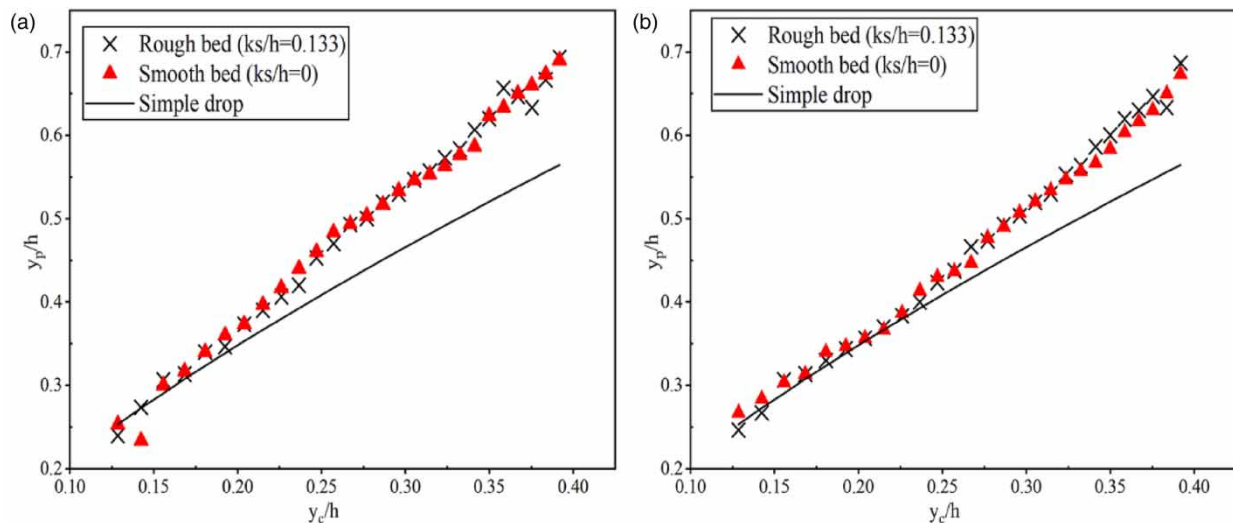 (a)
Rough bed (ks/h=0.133)
Smooth bed (ks/h=0)
Simple drop
0.7
0.6
0.5
0.4
0.3
0.2
y_p/h
0.10 0.15 0.20 0.25 0.30 0.35 0.40
y_c/h
(b)
Rough bed (ks/h=0.133)
Smooth bed (ks/h=0)
Simple drop
0.7
0.6
0.5
0.4
0.3
0.2
y_p/h
0.10 0.15 0.20 0.25 0.30 0.35 0.40
y_c/h